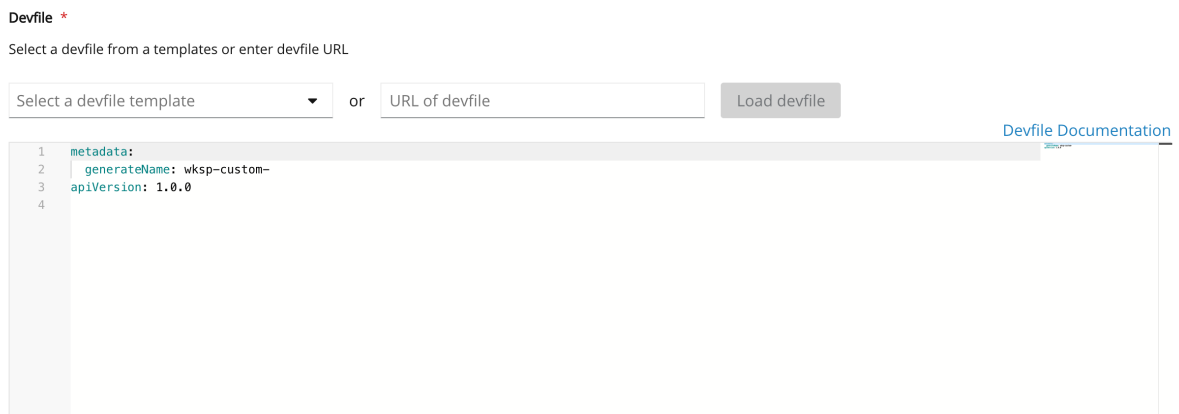 Devfile *
Select a devfile from a templates or enter devfile URL
Select a devfile template or URL of devfile Load devfile
Devfile Documentation
1 metadata:
2   generateName: wksp-custom-
3 apiVersion: 1.0.0
4